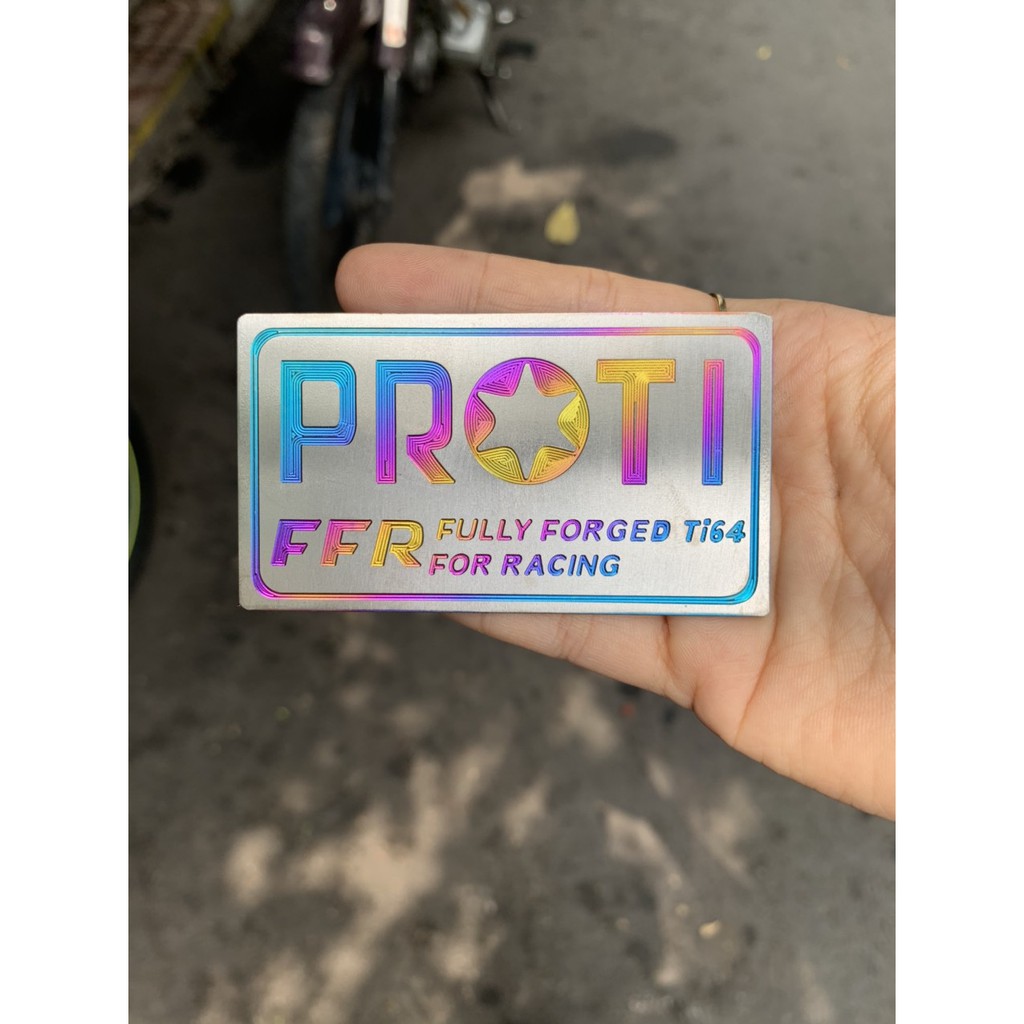 PROTI
FFR FULLY FORGED Ti64
FOR RACING